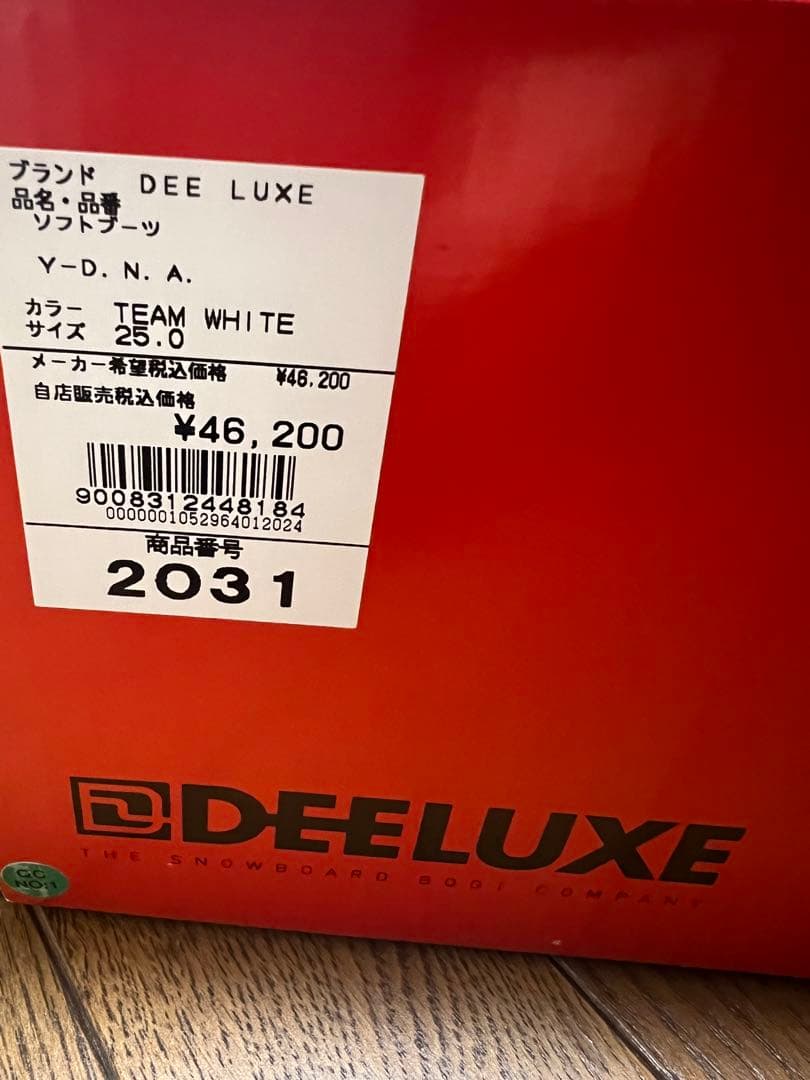 ブランド DEE LUXE
品名・品番
ソフトブーツ
Y-D.N.A.
カラー TEAM WHITE
サイズ 25.0
メーカー希望税込価格 ¥46,200
自店販売税込価格
¥46,200
9008312448184
0000001052964012024
商品番号
2031
DEELUXE
THE SNOWBOARD BOOT COMPANY
QC
NO:1